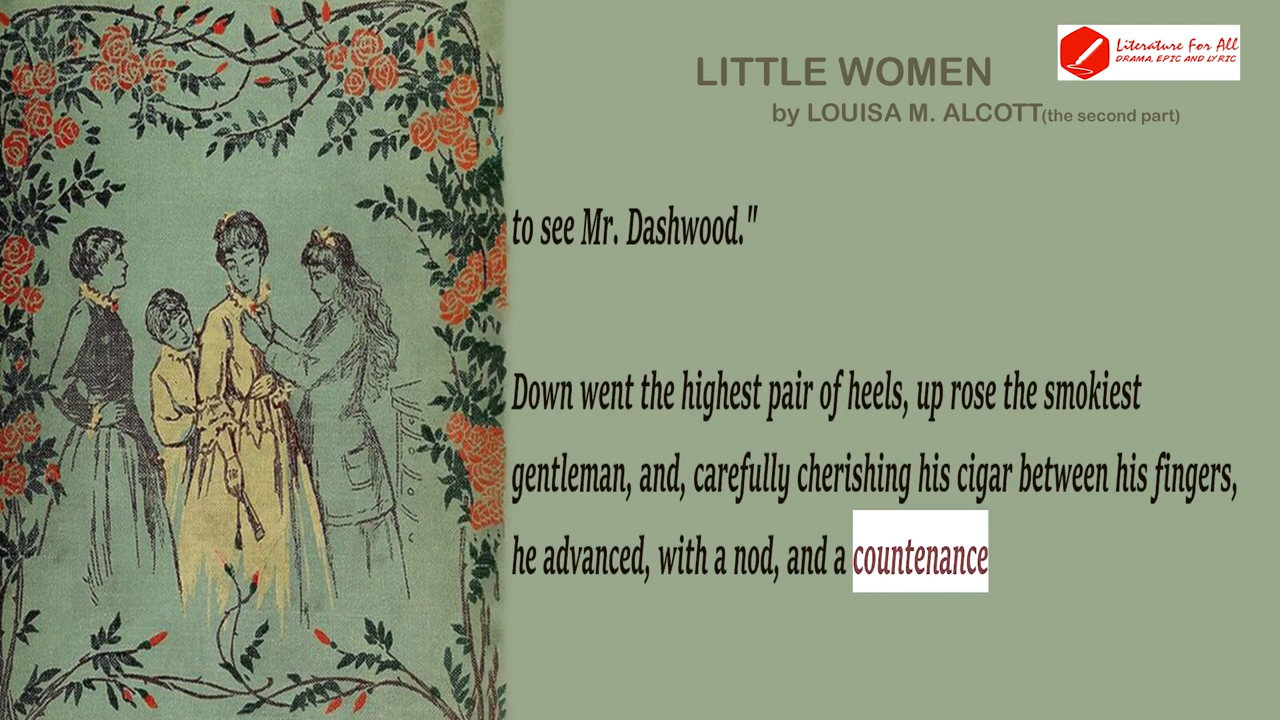 LITTLE WOMEN
by LOUISA M. ALCOTT(the second part)
Literature For All
DRAMA, EPIC AND LYRIC
to see Mr. Dashwood."
Down went the highest pair of heels, up rose the smokiest
gentleman, and, carefully cherishing his cigar between his fingers,
he advanced, with a nod, and a countenance